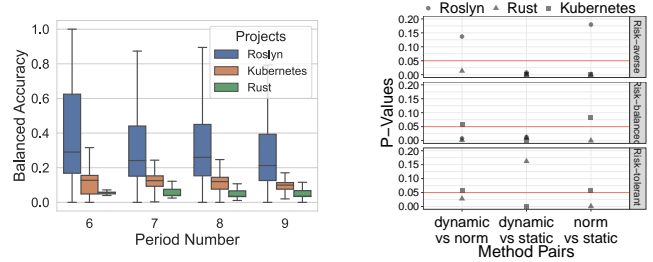 Balanced Accuracy
1.0
0.8
0.6
0.4
0.2
0.0
Projects
Roslyn
Kubernetes
Rust
6 7 8 9
Period Number
Roslyn Rust Kubernetes
P-Values
0.20
0.15
0.10
0.05
0.00
Risk-averse
0.20
0.15
0.10
0.05
0.00
Risk-balanced
0.20
0.15
0.10
0.05
0.00
Risk-tolerant
dynamic dynamic norm
vs norm vs static vs static
Method Pairs